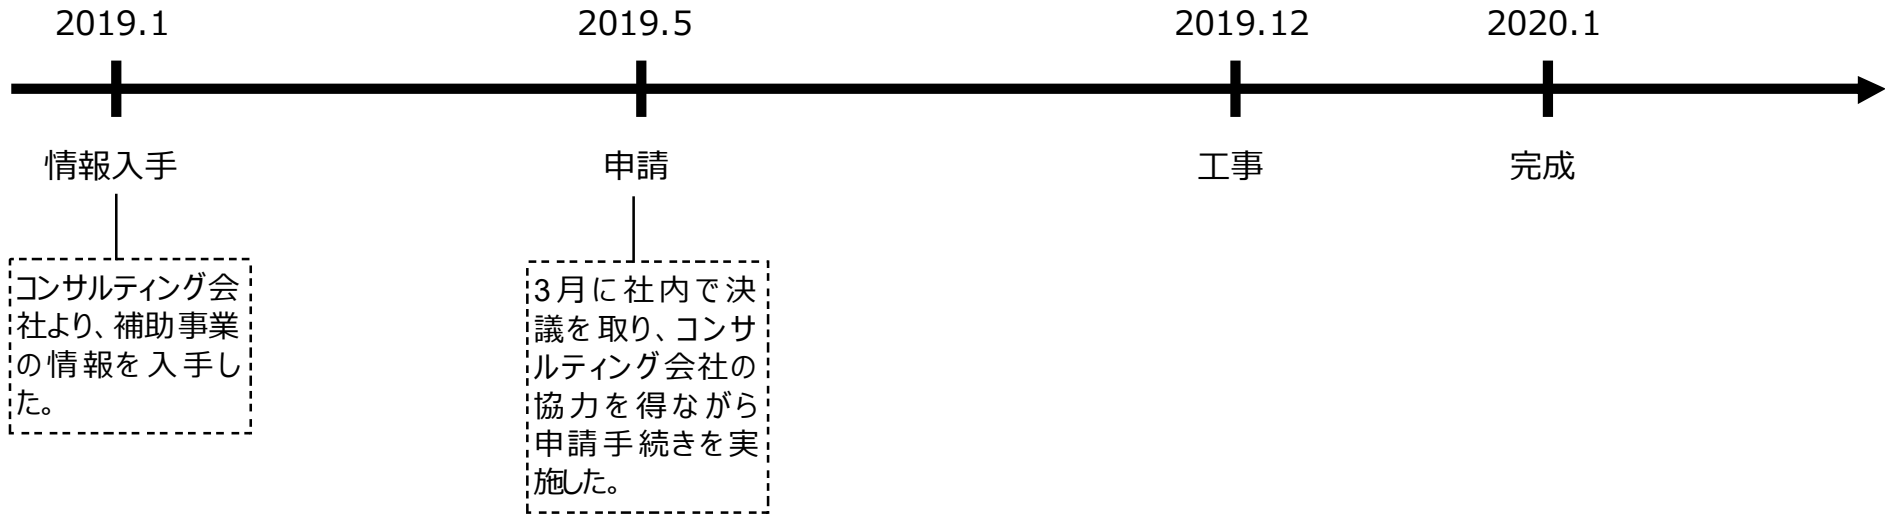 2019.1
2019.5
2019.12
2020.1
情報入手
申請
工事
完成
コンサルティング会
社より、補助事業
の情報を入手し
た。
3月に社内で決
議を取り、コンサ
ルティング会社の
協力を得ながら
申請手続きを実
施した。